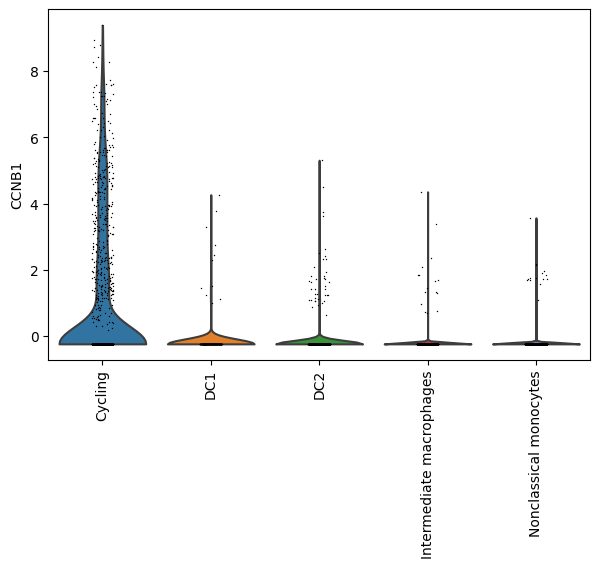 CCNB1
8
6
4
2
0
Cycling
DC1
DC2
Intermediate macrophages
Nonclassical monocytes